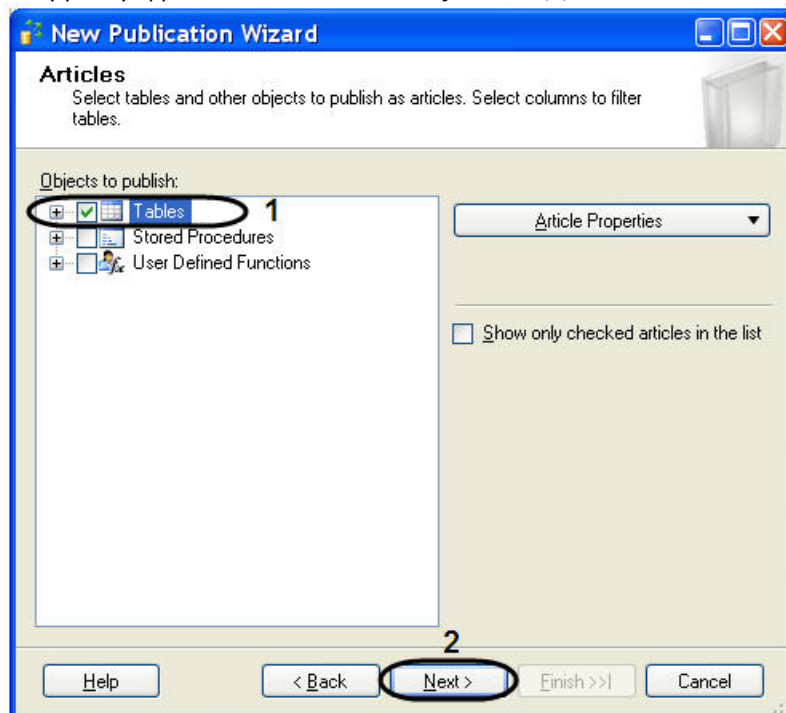 New Publication Wizard
Articles
Select tables and other objects to publish as articles. Select columns to filter
tables.
Objects to publish:
Tables 1
Stored Procedures
User Defined Functions
Article Properties
Show only checked articles in the list
2
Help
< Back
Next >
Finish >>|
Cancel